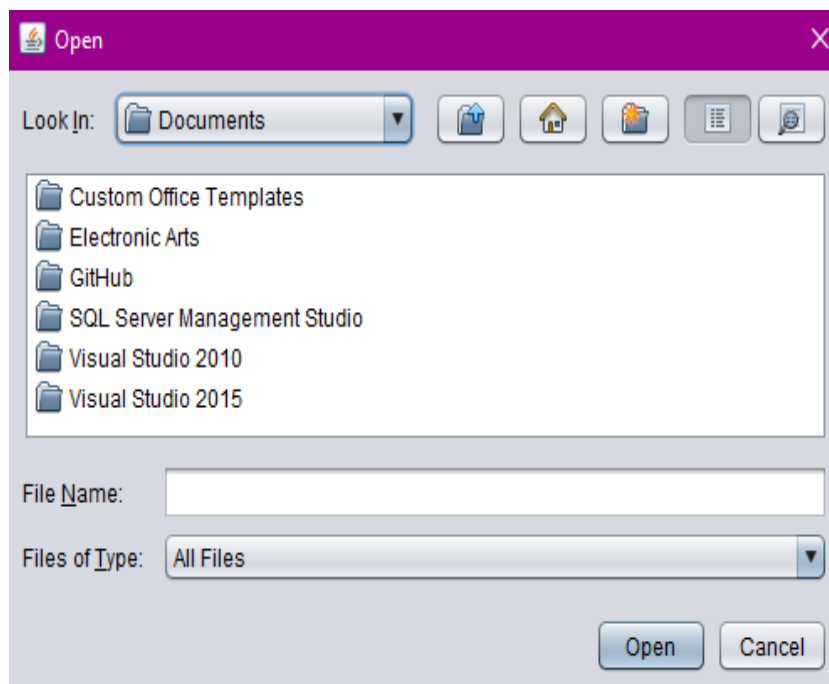 Open
Look In: Documents
Custom Office Templates
Electronic Arts
GitHub
SQL Server Management Studio
Visual Studio 2010
Visual Studio 2015
File Name:
Files of Type: All Files
Open Cancel